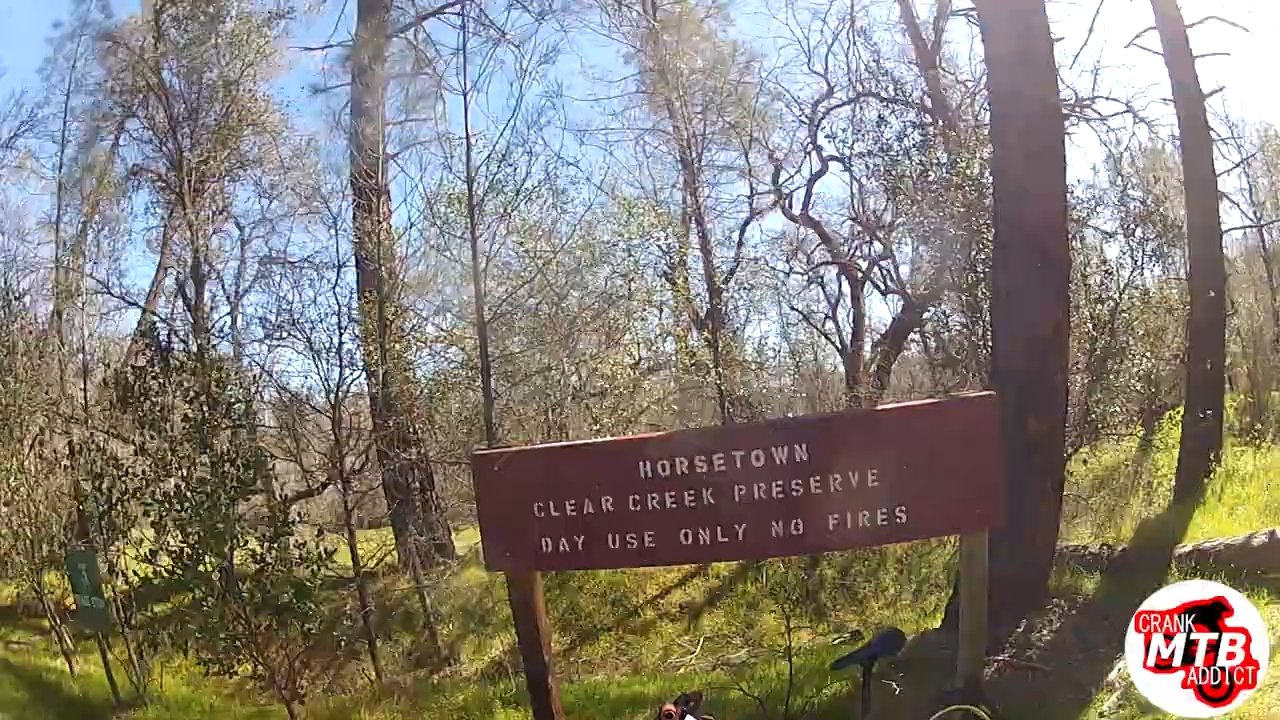 HORSETOWN
CLEAR CREEK PRESERVE
DAY USE ONLY NO FIRES
CRANK
MTB
ADDICT